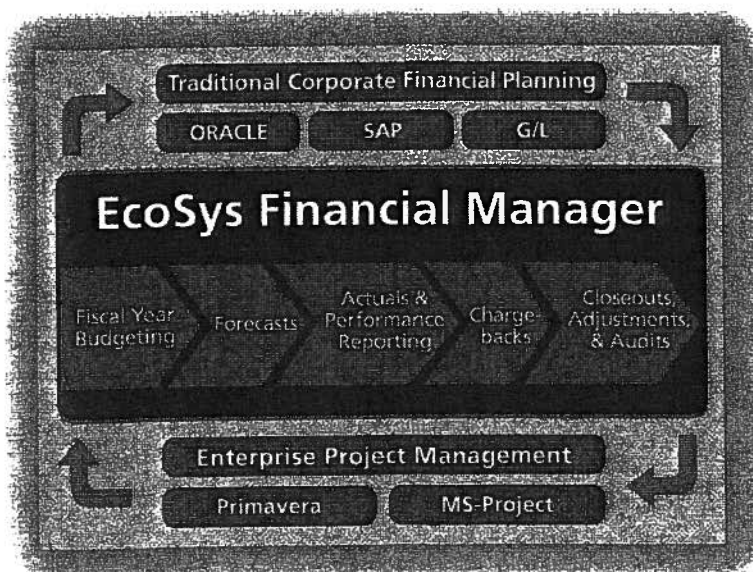 Traditional Corporate Financial Planning
ORACLE
SAP
G/L
EcoSys Financial Manager
Fiscal Year
Budgeting
Forecasts
Actuals &
Performance
Reporting
Charge-
backs
Closeouts,
Adjustments,
& Audits
Enterprise Project Management
Primavera
MS-Project